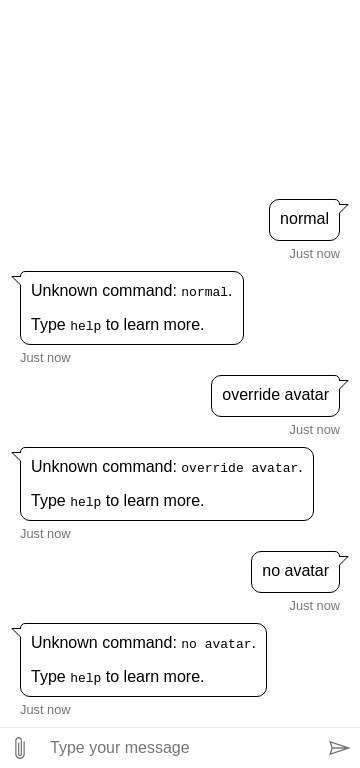 normal
Just now
Unknown command: normal.
Type help to learn more.
Just now
override avatar
Just now
Unknown command: override avatar.
Type help to learn more.
Just now
no avatar
Just now
Unknown command: no avatar.
Type help to learn more.
Just now
Type your message